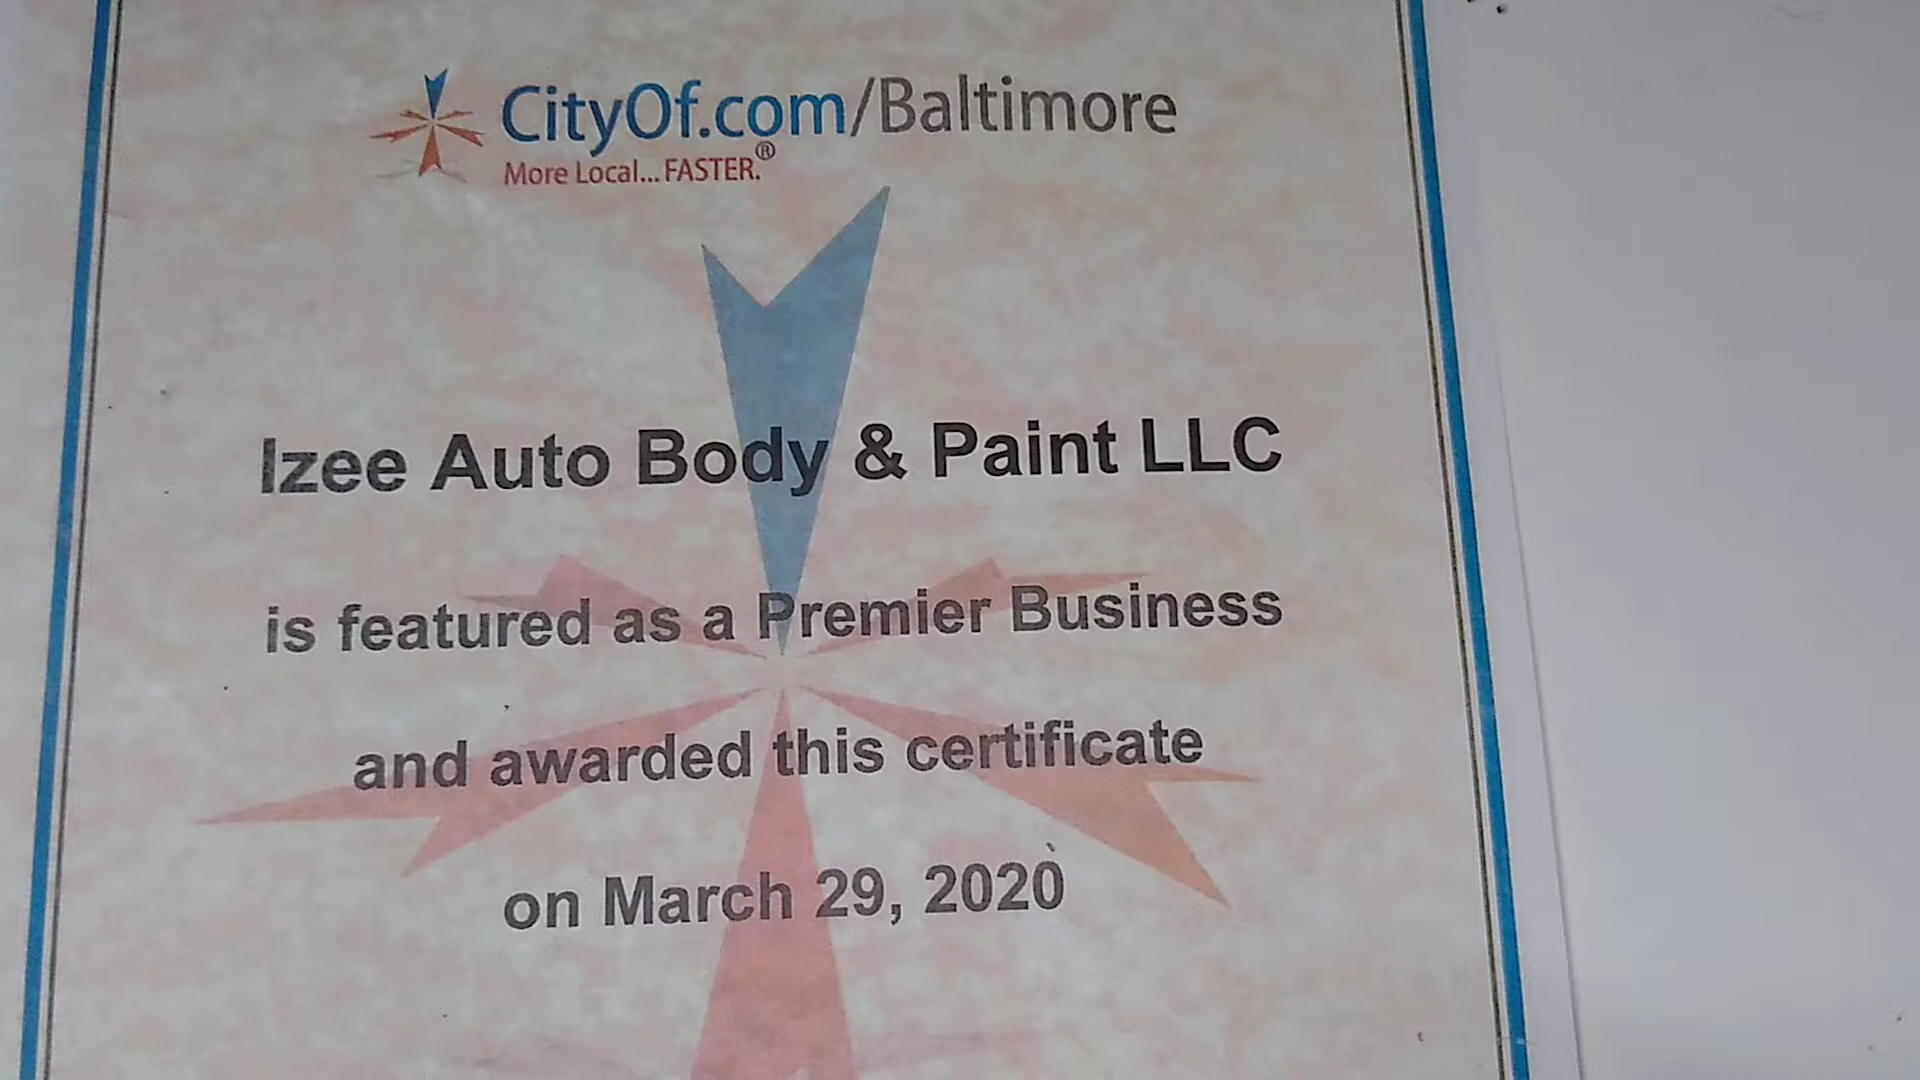 CityOf.com/Baltimore
More Local... FASTER.®
Izee Auto Body & Paint LLC
is featured as a Premier Business
and awarded this certificate
on March 29, 2020